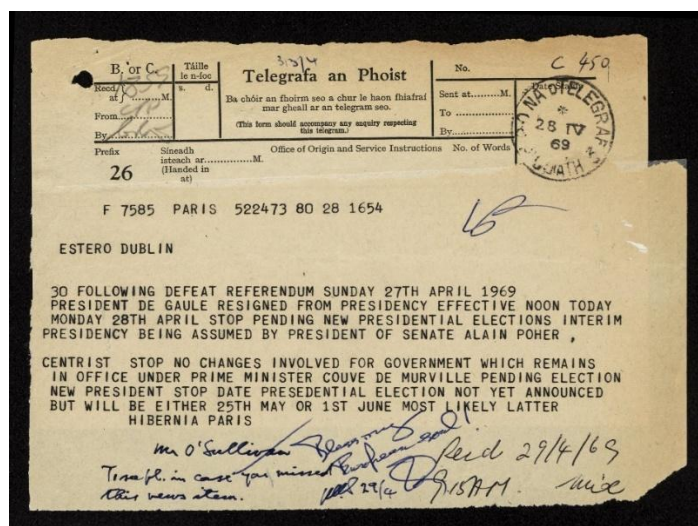 C 450
B. or C.
Táille
le n-íoc
s. d.
Telegrafa an Phoist
Ba chóir an fhoirm seo a chur le haon fhiafraí
mar gheall ar an telegram seo.
(This form should accompany any enquiry respecting
this telegram.)
No.
Recd.
at M.
From
By
Sent at M.
To
By
Date Stamp
28 IV
69
Prefix
26
Síneadh
isteach ar M.
(Handed in
at)
Office of Origin and Service Instructions
No. of Words
F 7585 PARIS 522473 80 28 1654
ESTERO DUBLIN
30 FOLLOWING DEFEAT REFERENDUM SUNDAY 27TH APRIL 1969
PRESIDENT DE GAULE RESIGNED FROM PRESIDENCY EFFECTIVE NOON TODAY
MONDAY 28TH APRIL STOP PENDING NEW PRESIDENTIAL ELECTIONS INTERIM
PRESIDENCY BEING ASSUMED BY PRESIDENT OF SENATE ALAIN POHER ,
CENTRIST STOP NO CHANGES INVOLVED FOR GOVERNMENT WHICH REMAINS
IN OFFICE UNDER PRIME MINISTER COUVE DE MURVILLE PENDING ELECTION
NEW PRESIDENT STOP DATE PRESEDENTIAL ELECTION NOT YET ANNOUNCED
BUT WILL BE EITHER 25TH MAY OR 1ST JUNE MOST LIKELY LATTER
HIBERNIA PARIS
Mr O'Sullivan
in case you missed
this news item.
29/4
Recd 29/4/69
9.15AM.